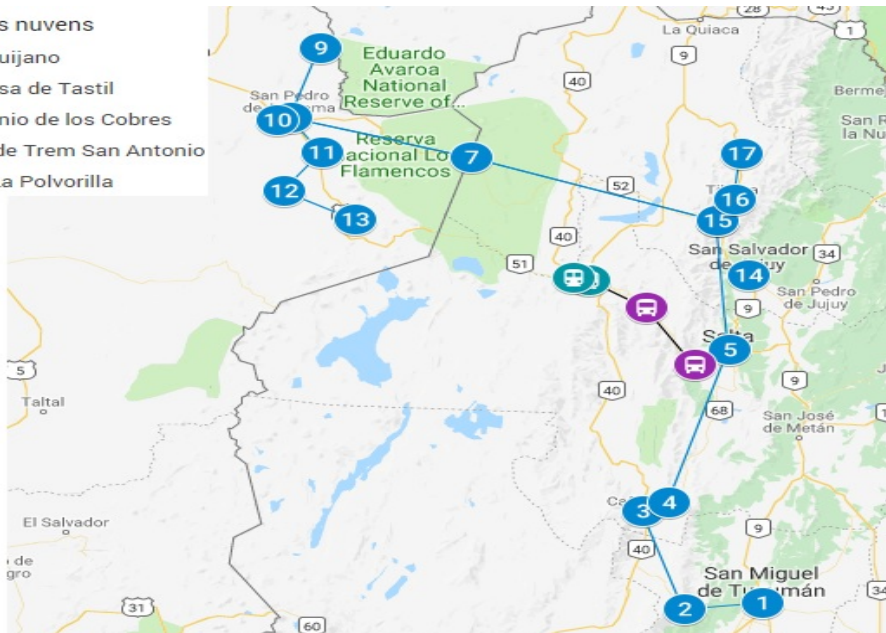 s nuvens
uijano
sa de Tastil
nio de los Cobres
de Trem San Antonio
a Polvorilla
9
Eduardo
Avaroa
National
Reserve of...
La Quiaca
28
9
1
40
San Pedro
10
11
Reserva
Nacional Lo
Flamencos
7
12
13
52
17
16
15
San Salvador
de Jujuy
34
14
San Pedro
de Jujuy
40
51
9
Salta
5
5
Taltal
40
68
9
San José
de Metán
3
4
El Salvador
40
9
San Miguel
de Tucumán
2
1
31
60
34